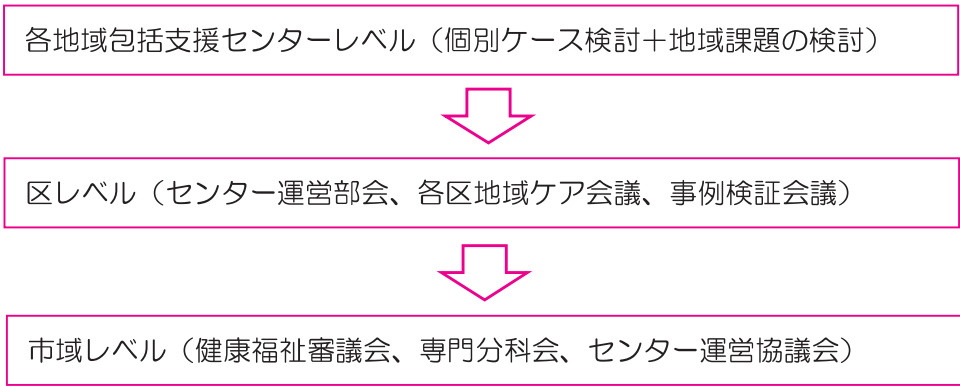 各地域包括支援センターレベル（個別ケース検討＋地域課題の検討）
区レベル（センター運営部会、各区地域ケア会議、事例検証会議）
市域レベル（健康福祉審議会、専門分科会、センター運営協議会）